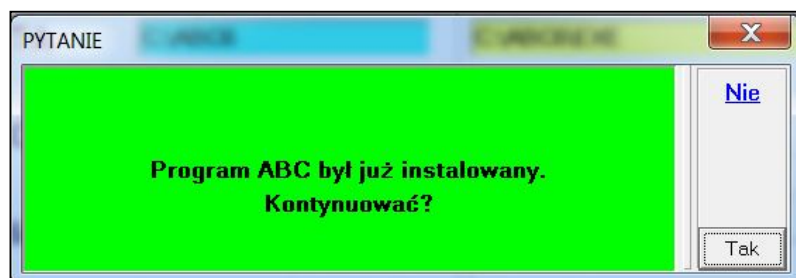 PYTANIE
Nie
Program ABC był już instalowany.
Kontynuować?
Tak